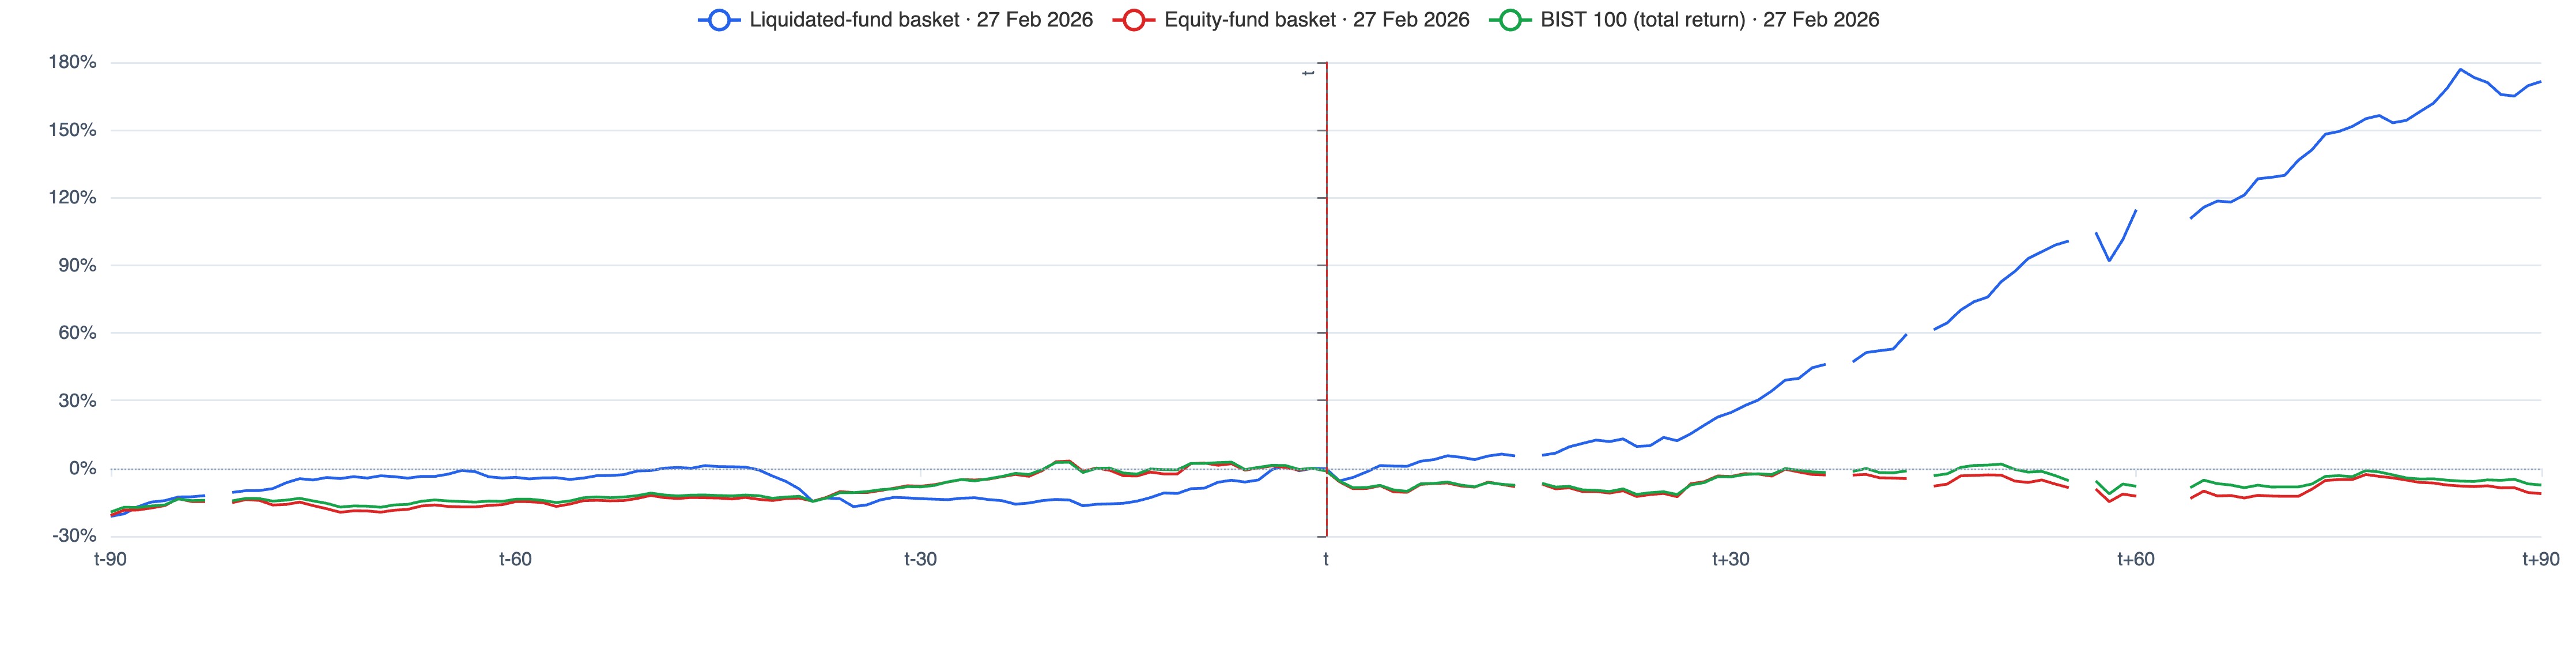 Liquidated-fund basket · 27 Feb 2026 Equity-fund basket · 27 Feb 2026 BIST 100 (total return) · 27 Feb 2026
180%
150%
120%
90%
60%
30%
0%
-30%
t
t-90 t-60 t-30 t t+30 t+60 t+90